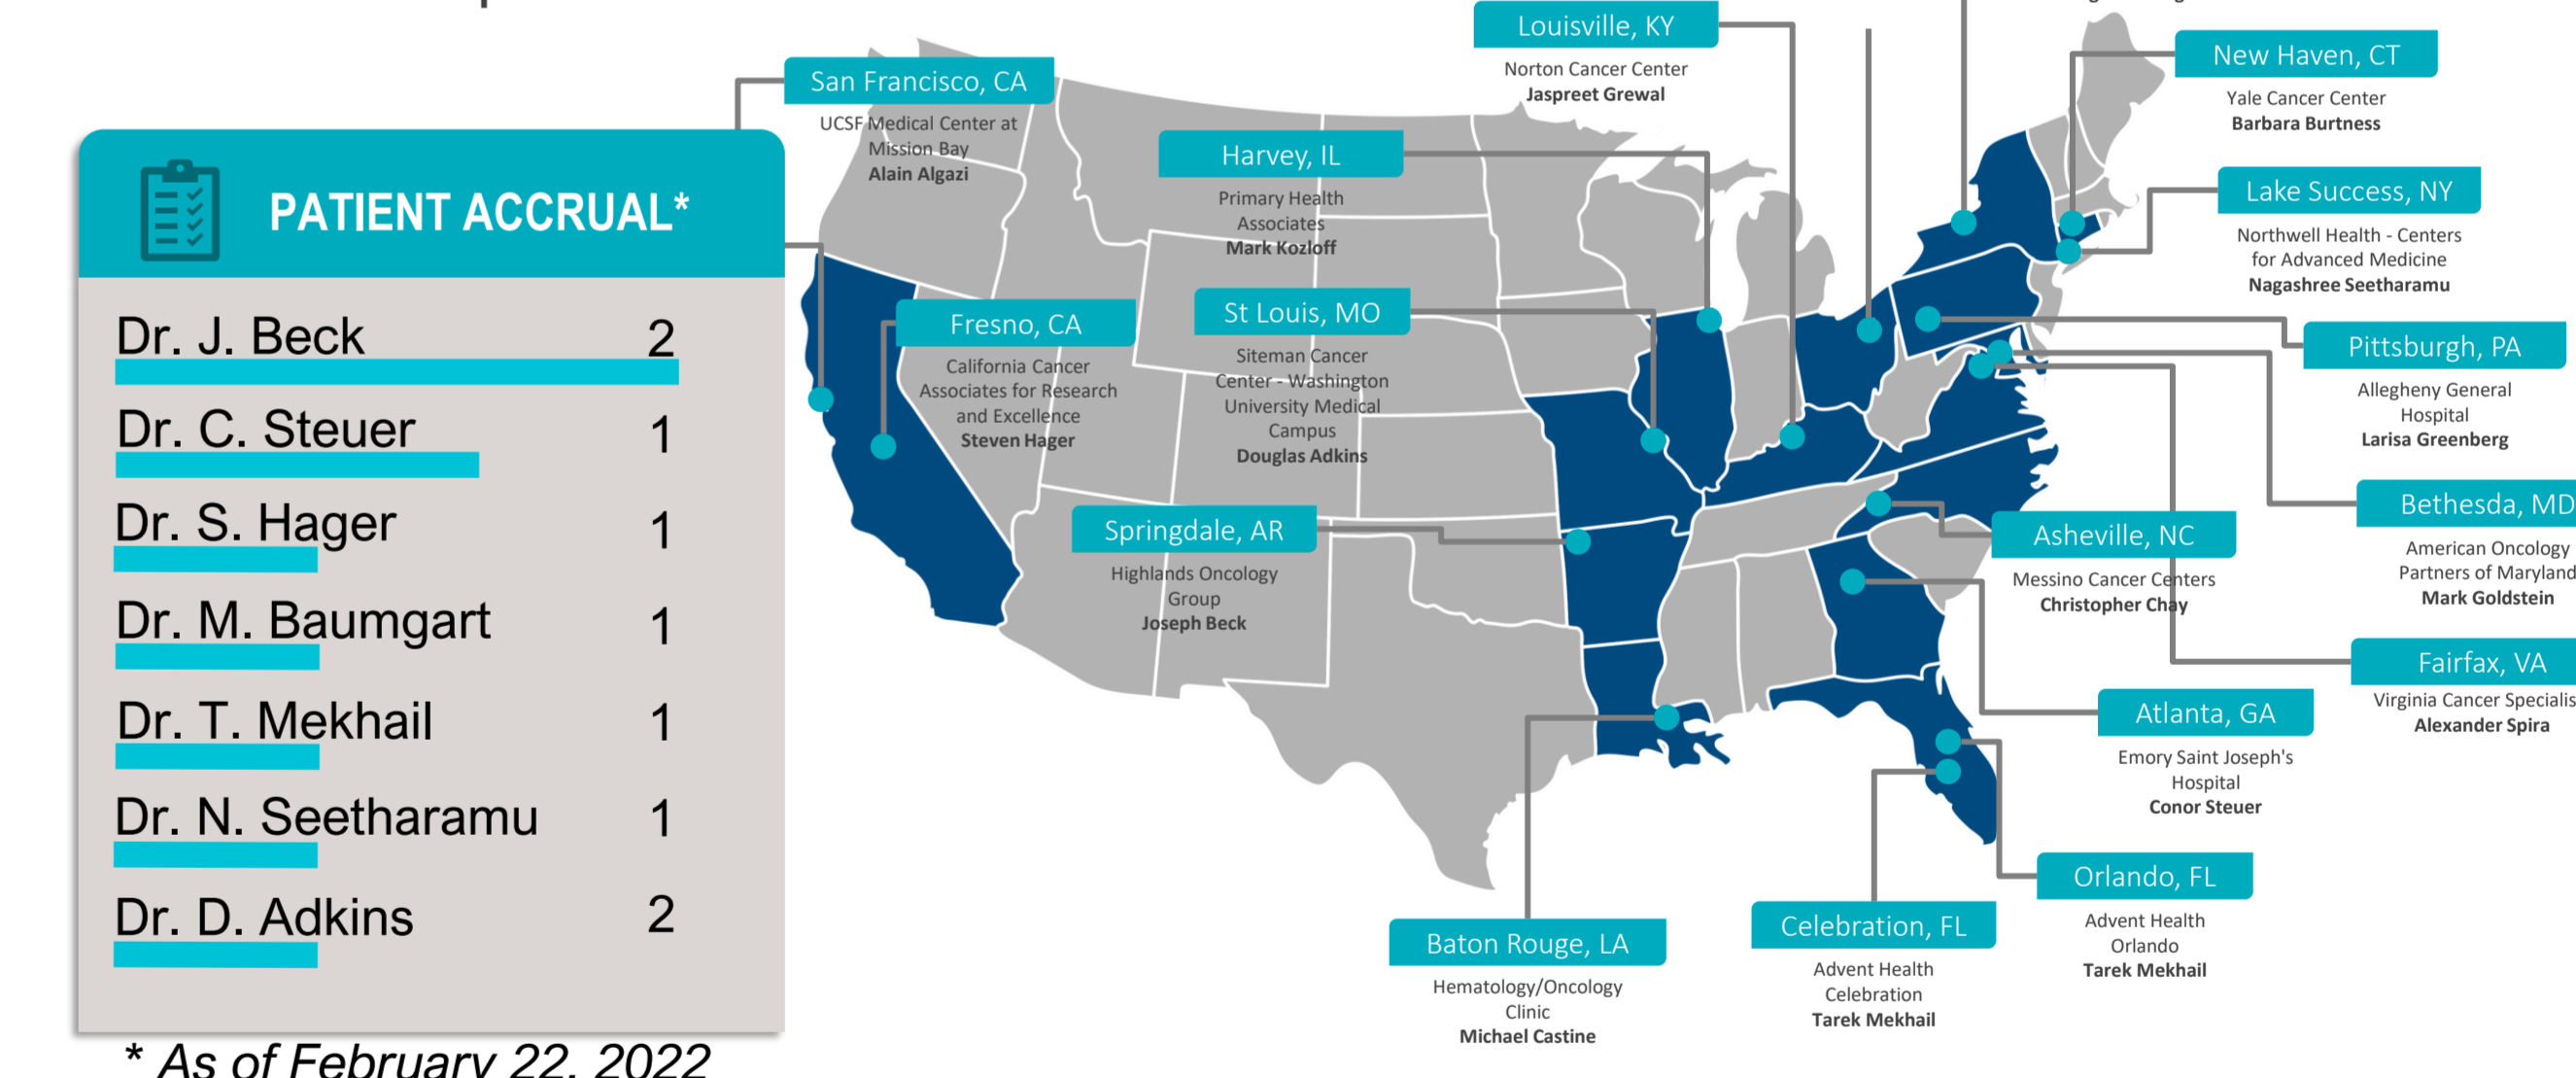 PATIENT ACCRUAL*
Dr. J. Beck 2
Dr. C. Steuer 1
Dr. S. Hager 1
Dr. M. Baumgart 1
Dr. T. Mekhail 1
Dr. N. Seetharamu 1
Dr. D. Adkins 2
* As of February 22, 2022
San Francisco, CA
UCSF Medical Center at
Mission Bay
Alain Algazi
Fresno, CA
California Cancer
Associates for Research
and Excellence
Steven Hager
Harvey, IL
Primary Health
Associates
Mark Kozloff
St Louis, MO
Siteman Cancer
Center - Washington
University Medical
Campus
Douglas Adkins
Springdale, AR
Highlands Oncology
Group
Joseph Beck
Louisville, KY
Norton Cancer Center
Jaspreet Grewal
New Haven, CT
Yale Cancer Center
Barbara Burtness
Lake Success, NY
Northwell Health - Centers
for Advanced Medicine
Nagashree Seetharamu
Pittsburgh, PA
Allegheny General
Hospital
Larisa Greenberg
Bethesda, MD
American Oncology
Partners of Maryland
Mark Goldstein
Asheville, NC
Messino Cancer Centers
Christopher Chay
Fairfax, VA
Virginia Cancer Specialis
Alexander Spira
Atlanta, GA
Emory Saint Joseph's
Hospital
Conor Steuer
Orlando, FL
Advent Health
Orlando
Tarek Mekhail
Celebration, FL
Advent Health
Celebration
Tarek Mekhail
Baton Rouge, LA
Hematology/Oncology
Clinic
Michael Castine